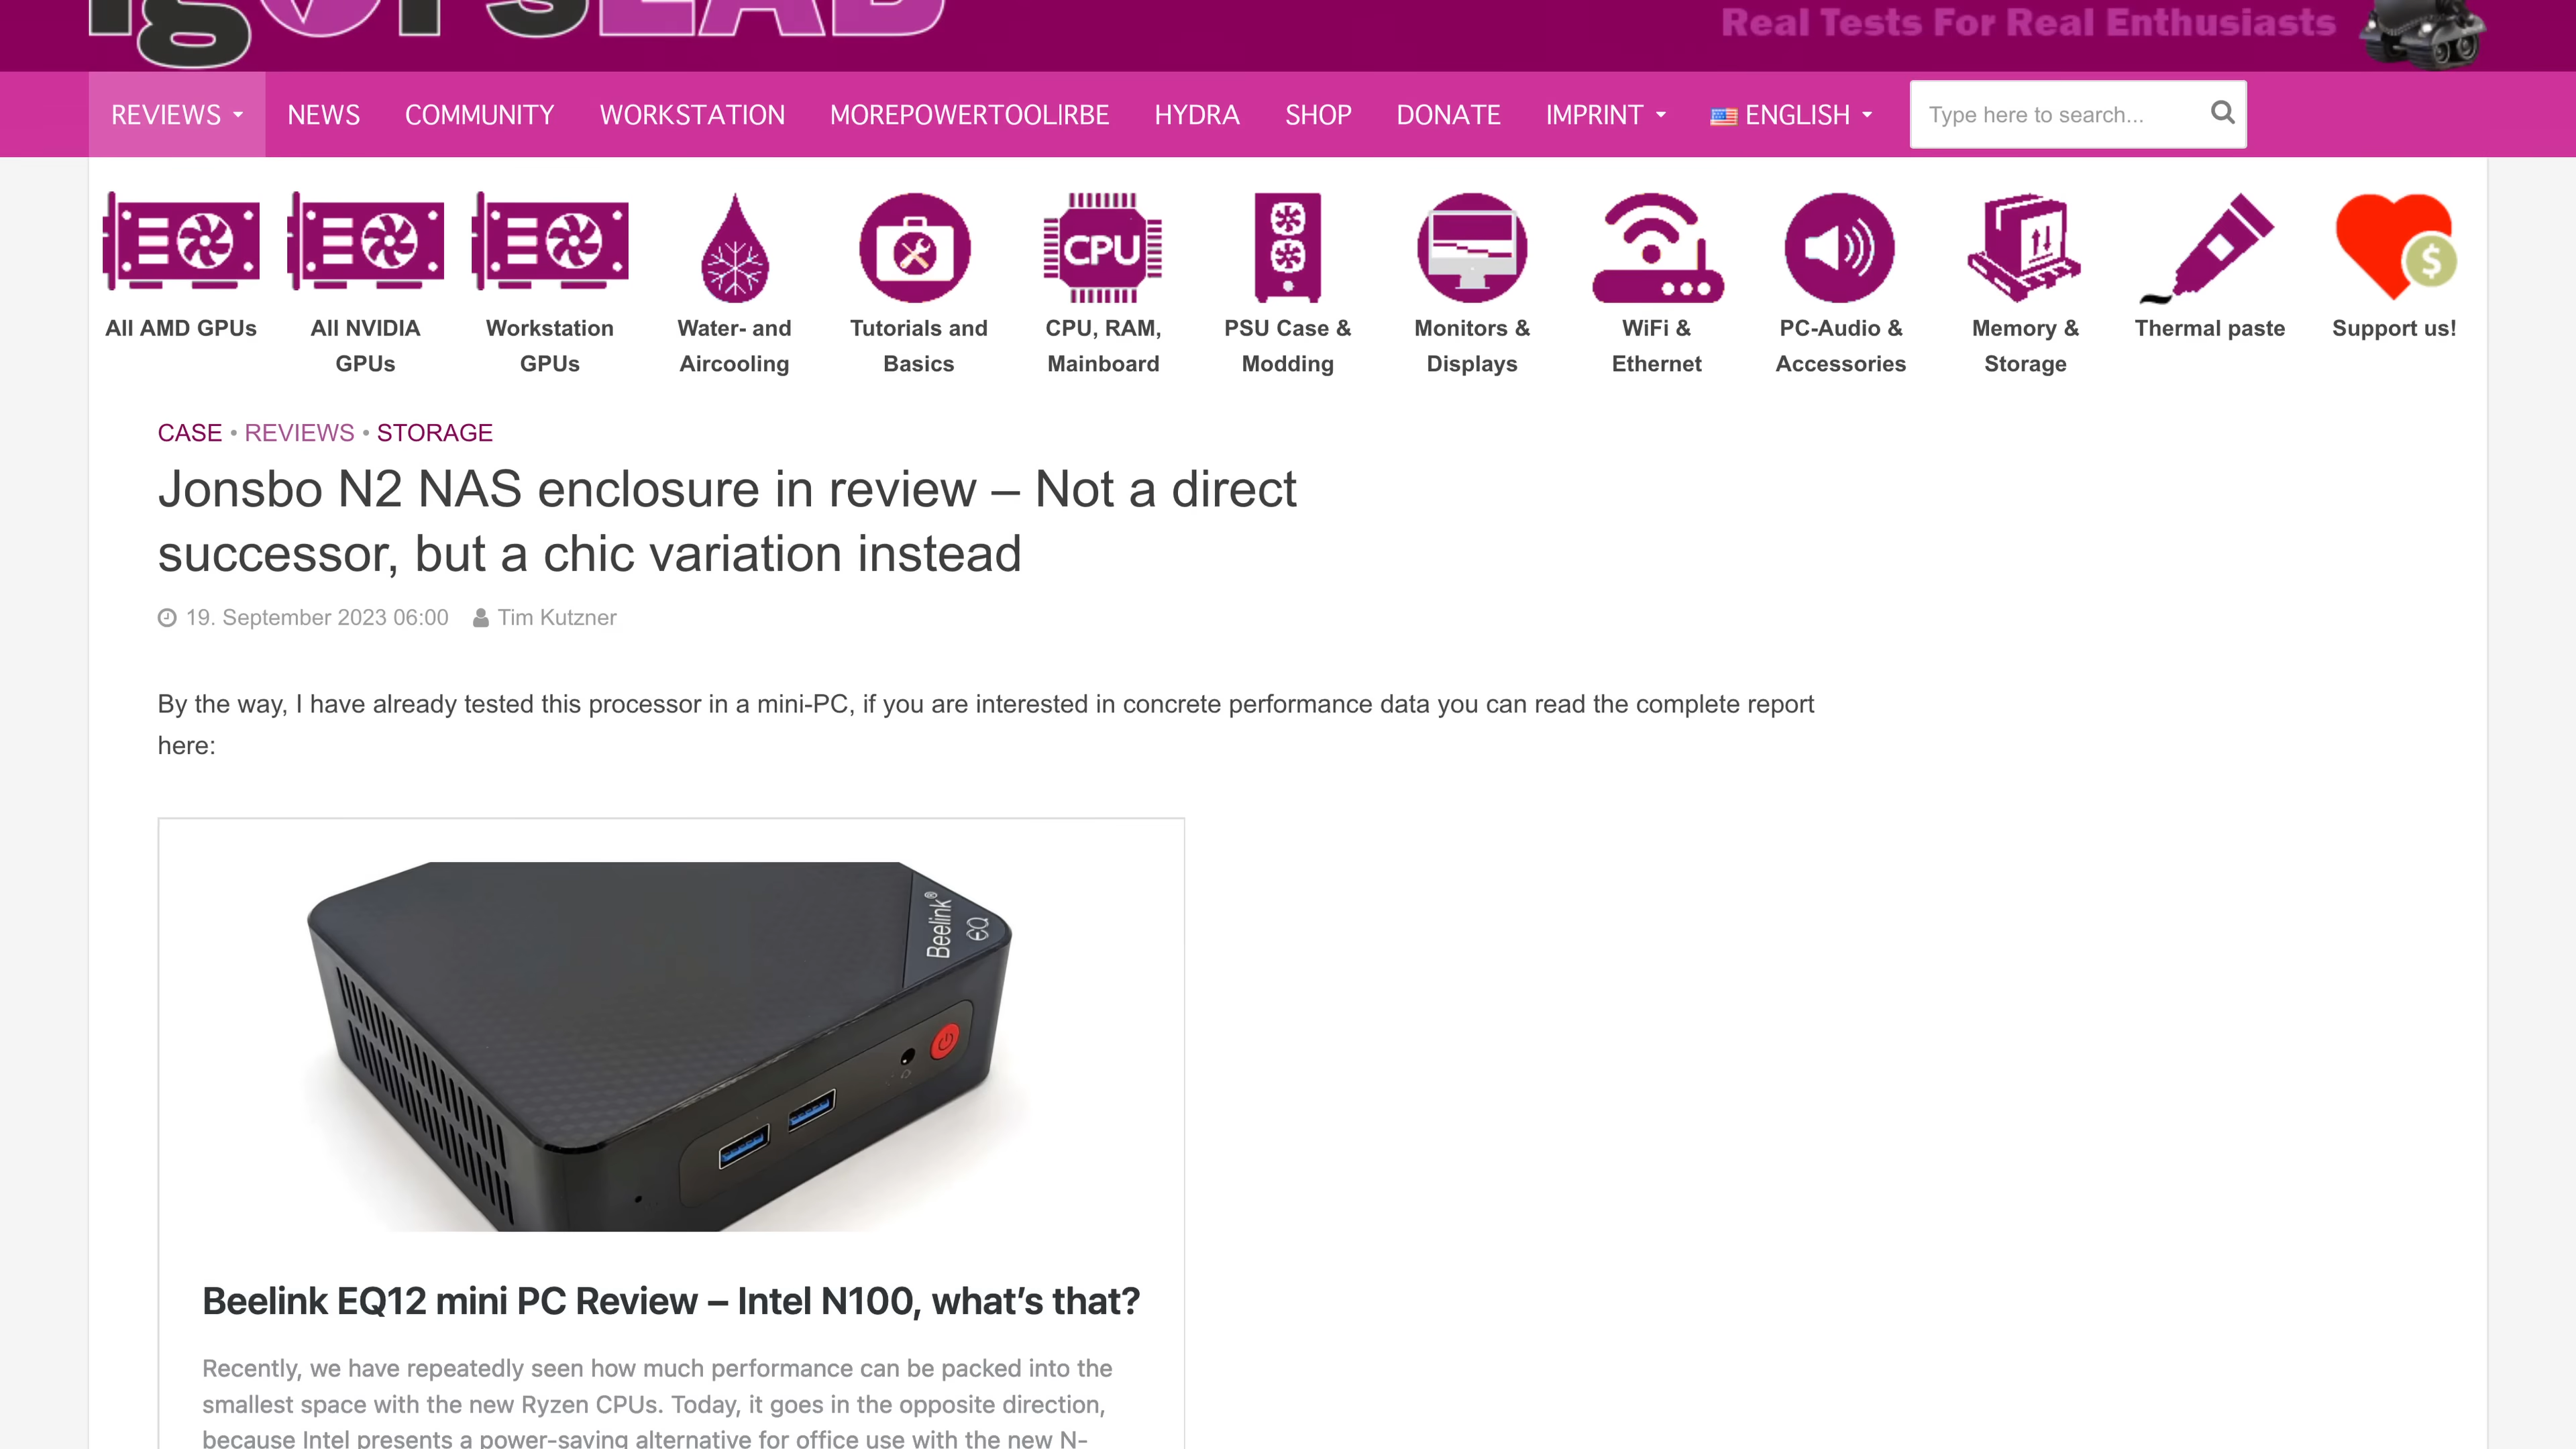 igor'sLAB
Real Tests For Real Enthusiasts
REVIEWS NEWS COMMUNITY WORKSTATION MOREPOWERTOOL|RBE HYDRA SHOP DONATE IMPRINT ENGLISH Type here to search...
CPU
$
All AMD GPUs
All NVIDIA
GPUs
Workstation
GPUs
Water- and
Aircooling
Tutorials and
Basics
CPU, RAM,
Mainboard
PSU Case &
Modding
Monitors &
Displays
WiFi &
Ethernet
PC-Audio &
Accessories
Memory &
Storage
Thermal paste
Support us!
CASE • REVIEWS • STORAGE
Jonsbo N2 NAS enclosure in review – Not a direct
successor, but a chic variation instead
19. September 2023 06:00 Tim Kutzner
By the way, I have already tested this processor in a mini-PC, if you are interested in concrete performance data you can read the complete report
here:
Beelink®
EQ
Beelink EQ12 mini PC Review – Intel N100, what's that?
Recently, we have repeatedly seen how much performance can be packed into the
smallest space with the new Ryzen CPUs. Today, it goes in the opposite direction,
because Intel presents a power-saving alternative for office use with the new N-